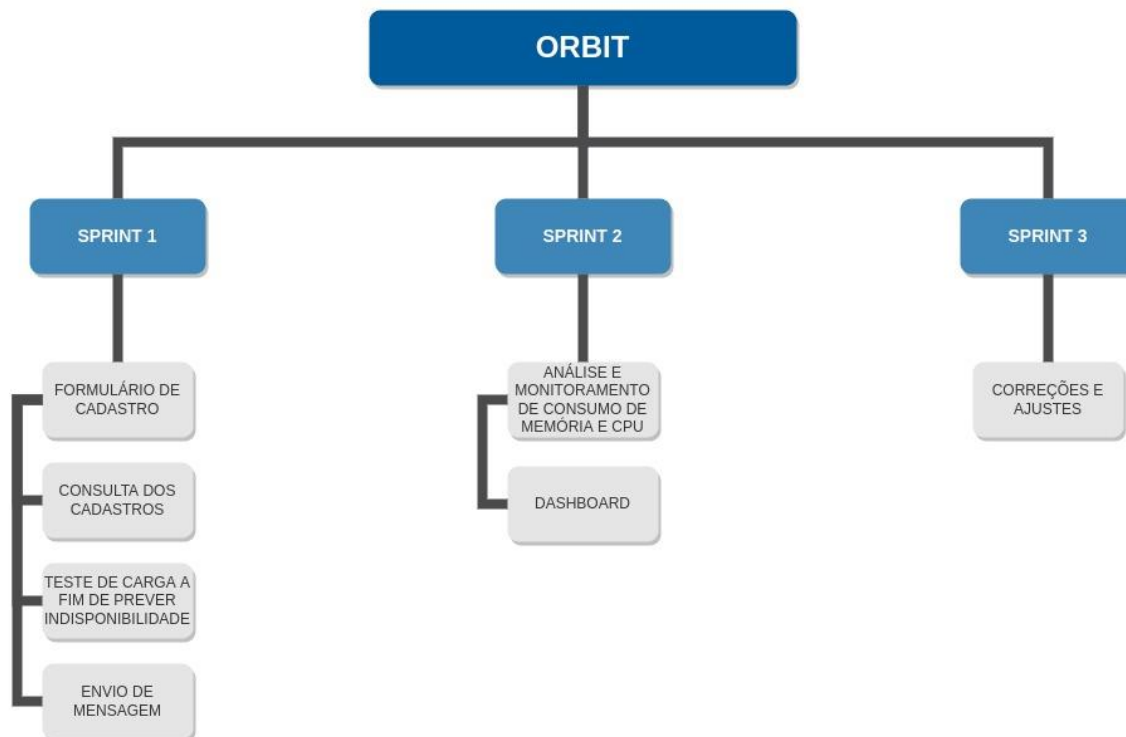 ORBIT
SPRINT 1
SPRINT 2
SPRINT 3
FORMULÁRIO DE
CADASTRO
CONSULTA DOS
CADASTROS
TESTE DE CARGA A
FIM DE PREVER
INDISPONIBILIDADE
ENVIO DE
MENSAGEM
ANÁLISE E
MONITORAMENTO
DE CONSUMO DE
MEMÓRIA E CPU
DASHBOARD
CORREÇÕES E
AJUSTES